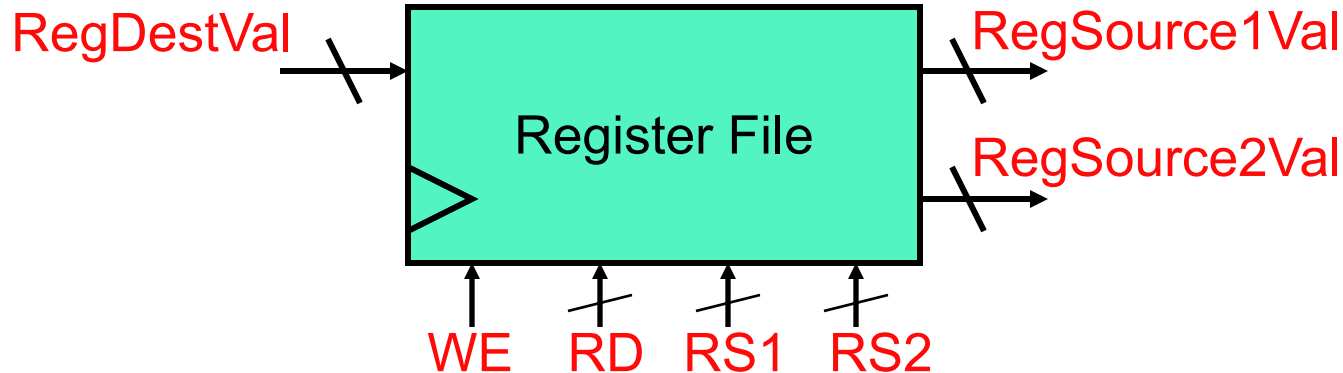 RegDestVal
RegSource1Val
Register File
RegSource2Val
WE RD RS1 RS2